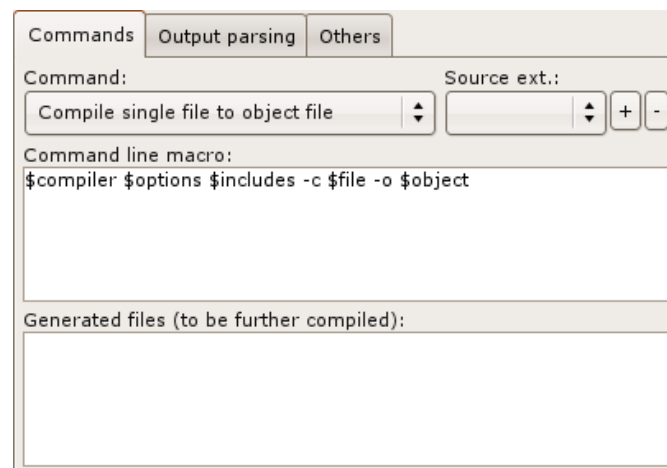 Commands Output parsing Others
Command: Source ext.:
Compile single file to object file + -
Command line macro:
$compiler $options $includes -c $file -o $object
Generated files (to be further compiled):